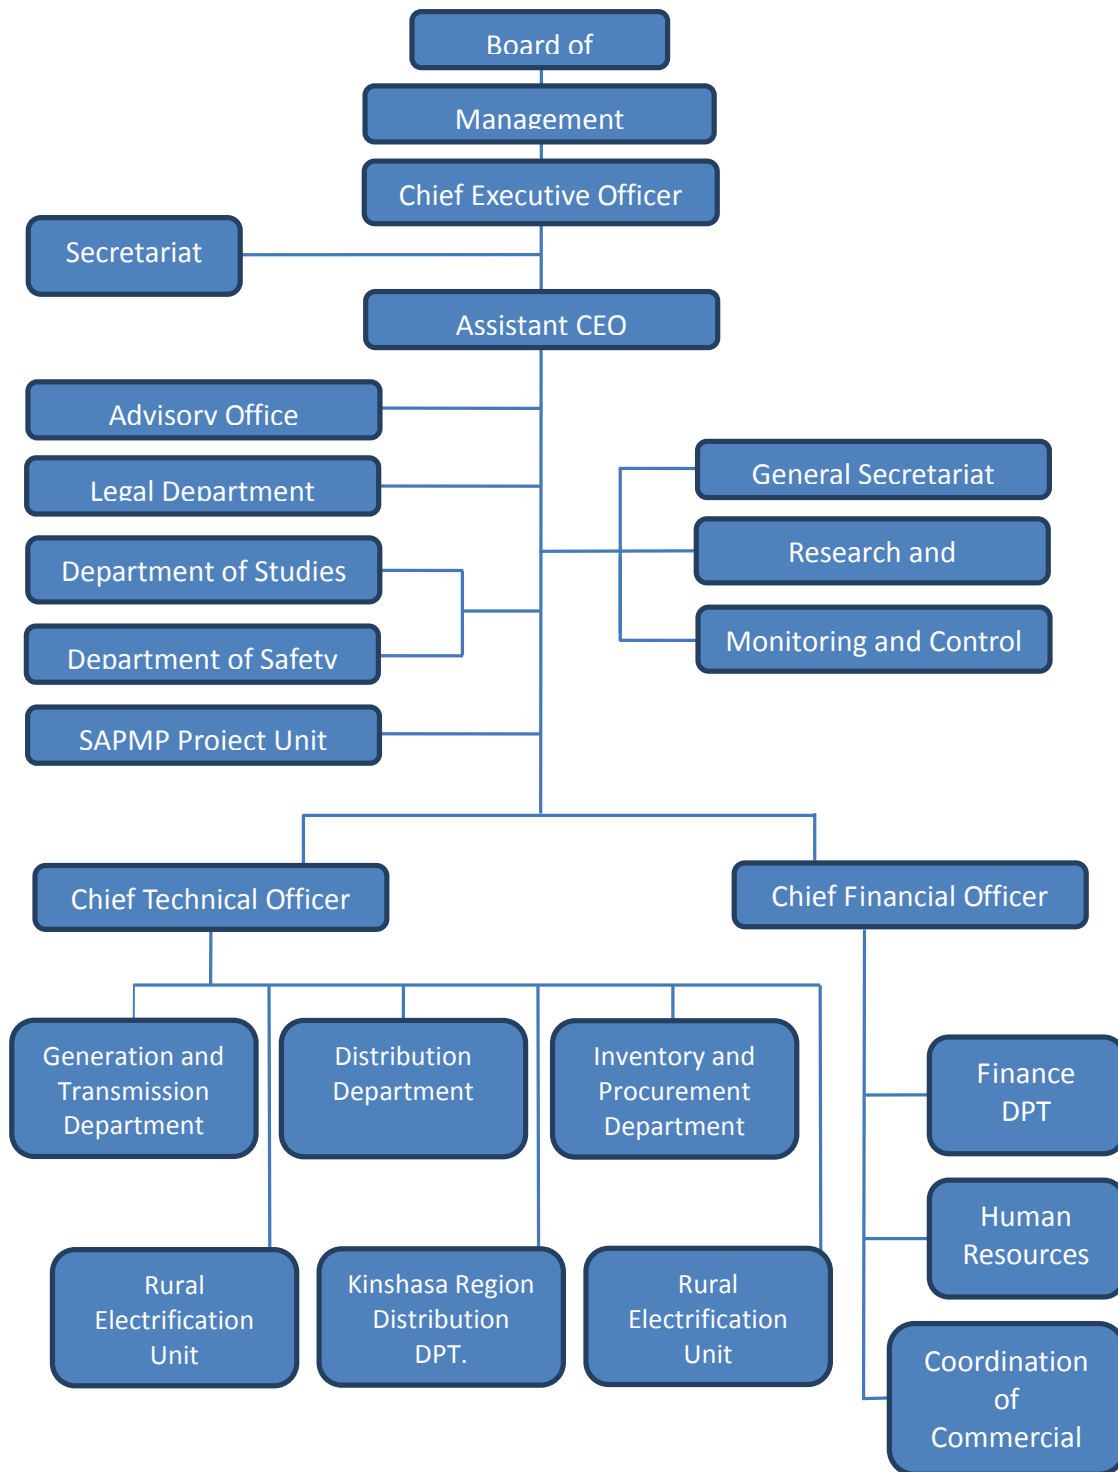 Board of
Management
Chief Executive Officer
Secretariat
Assistant CEO
Advisory Office
Legal Department
Department of Studies
Department of Safety
SAPMP Project Unit
General Secretariat
Research and
Monitoring and Control
Chief Technical Officer
Chief Financial Officer
Generation and
Transmission
Department
Distribution
Department
Inventory and
Procurement
Department
Rural
Electrification
Unit
Kinshasa Region
Distribution
DPT.
Rural
Electrification
Unit
Finance
DPT
Human
Resources
Coordination
of
Commercial